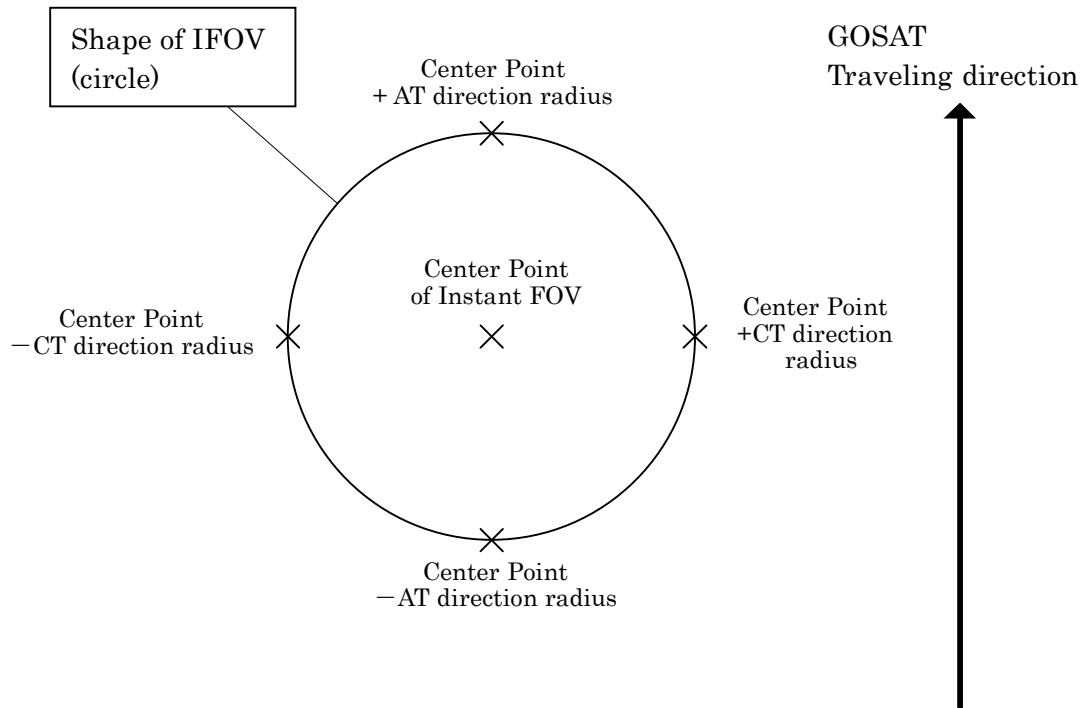 Shape of IFOV
(circle)
GOSAT
Traveling direction
Center Point
+ AT direction radius
Center Point
of Instant FOV
Center Point
－CT direction radius
Center Point
+CT direction
radius
Center Point
－AT direction radius